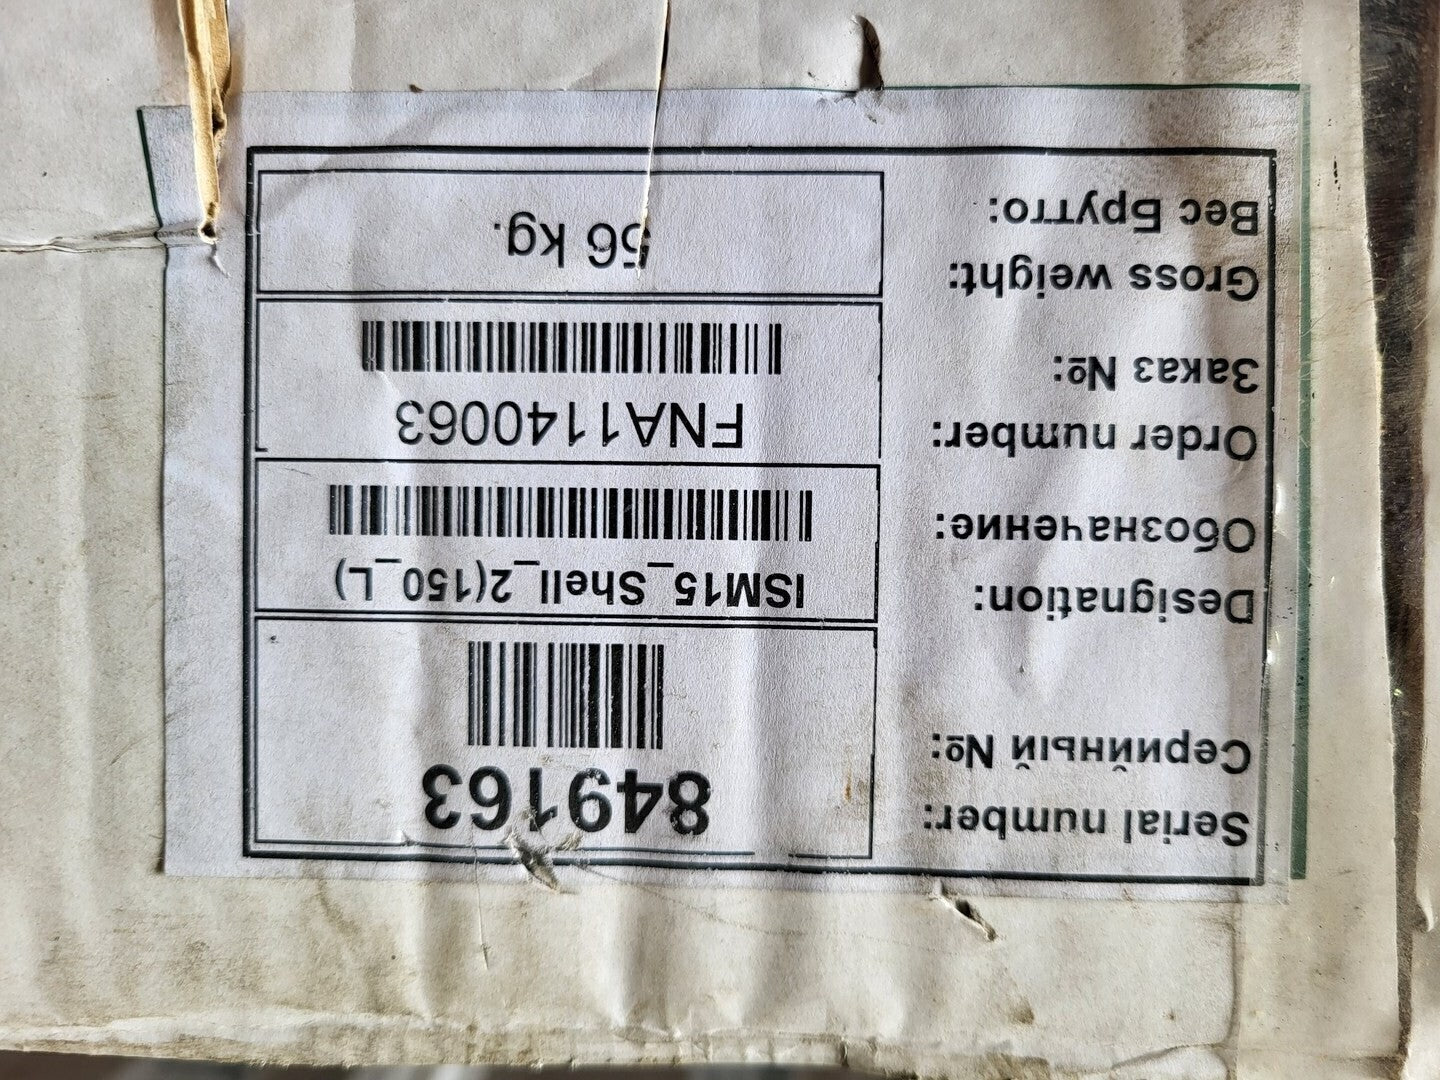 Serial number: 849163
Серийный №:
Designation: ISM15_Shell_2(150_L)
Обозначение:
Order number: FNA1140063
Заказ №:
Gross weight: 56 kg.
Вес Брутто: